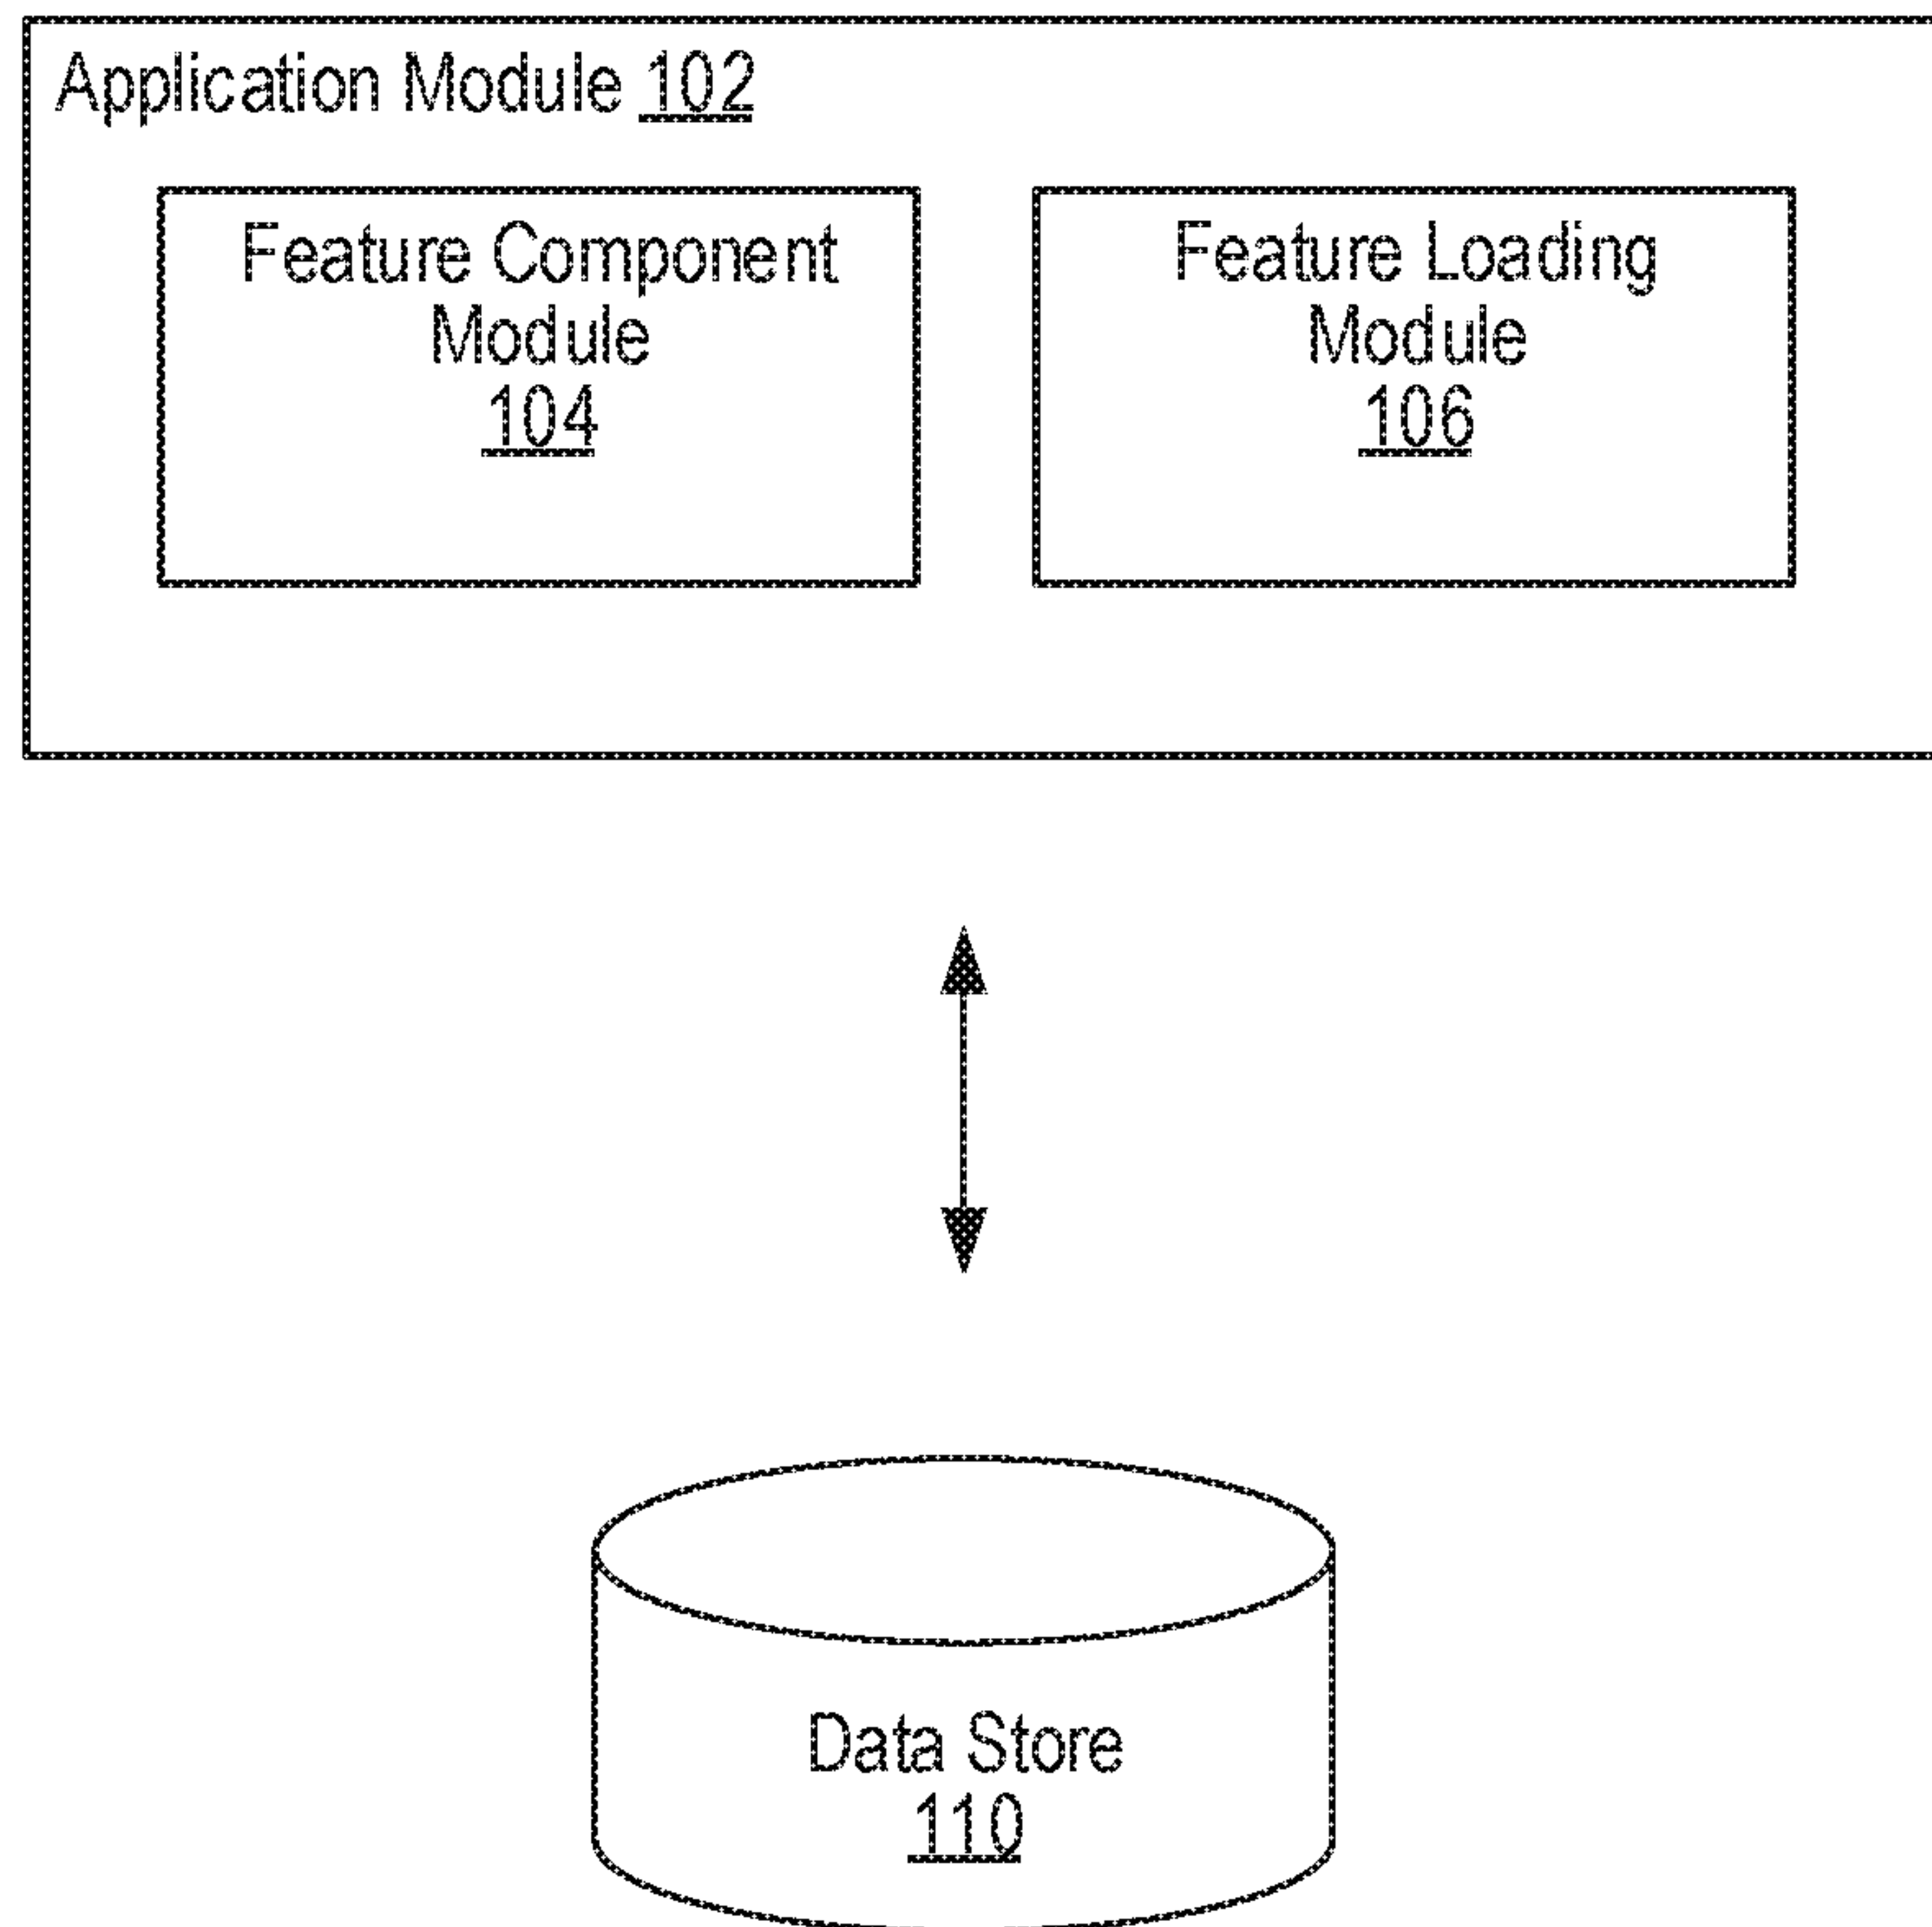 Application Module 102
Feature Component
Module
104
Feature Loading
Module
106
Data Store
110